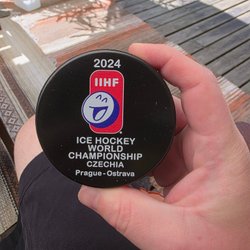 2024
IIHF
ICE HOCKEY
WORLD
CHAMPIONSHIP
CZECHIA
Prague - Ostrava